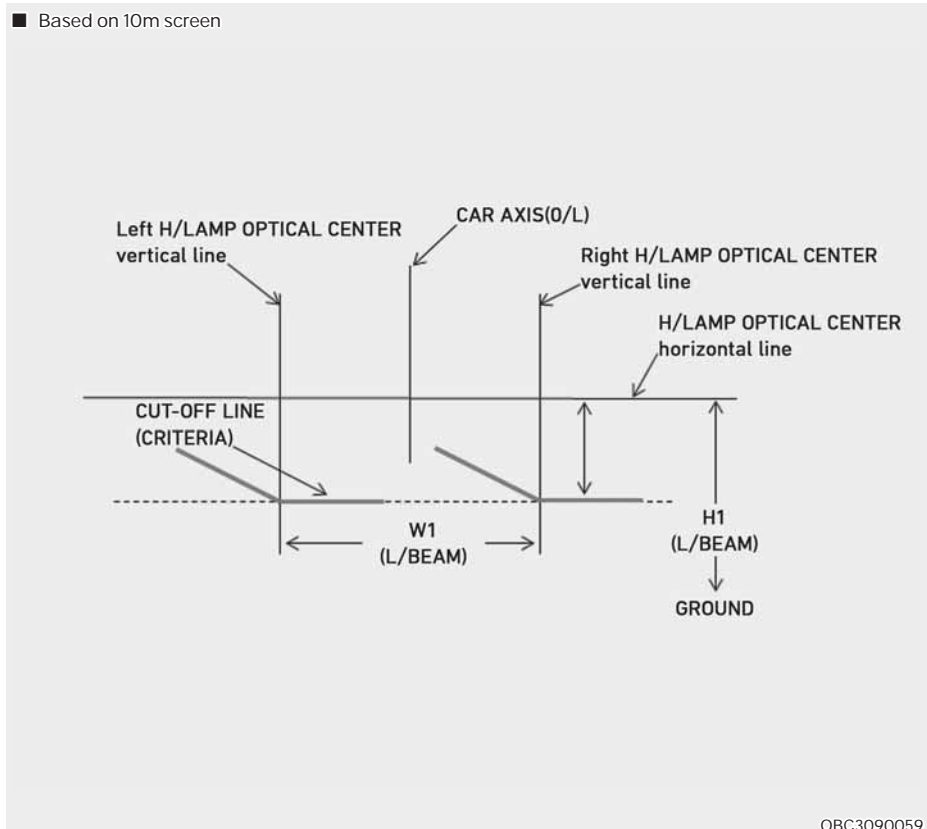 ■ Based on 10m screen
CAR AXIS(O/L)
Left H/LAMP OPTICAL CENTER
vertical line
Right H/LAMP OPTICAL CENTER
vertical line
H/LAMP OPTICAL CENTER
horizontal line
CUT-OFF LINE
(CRITERIA)
W1
(L/BEAM)
H1
(L/BEAM)
GROUND
OBC3090059